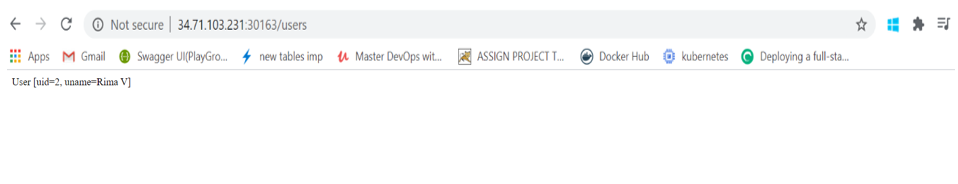 Not secure | 34.71.103.231:30163/users
Apps Gmail Swagger UI(PlayGro... new tables imp Master DevOps wit... ASSIGN PROJECT T... Docker Hub kubernetes Deploying a full-sta...
User [uid=2, uname=Rima V]